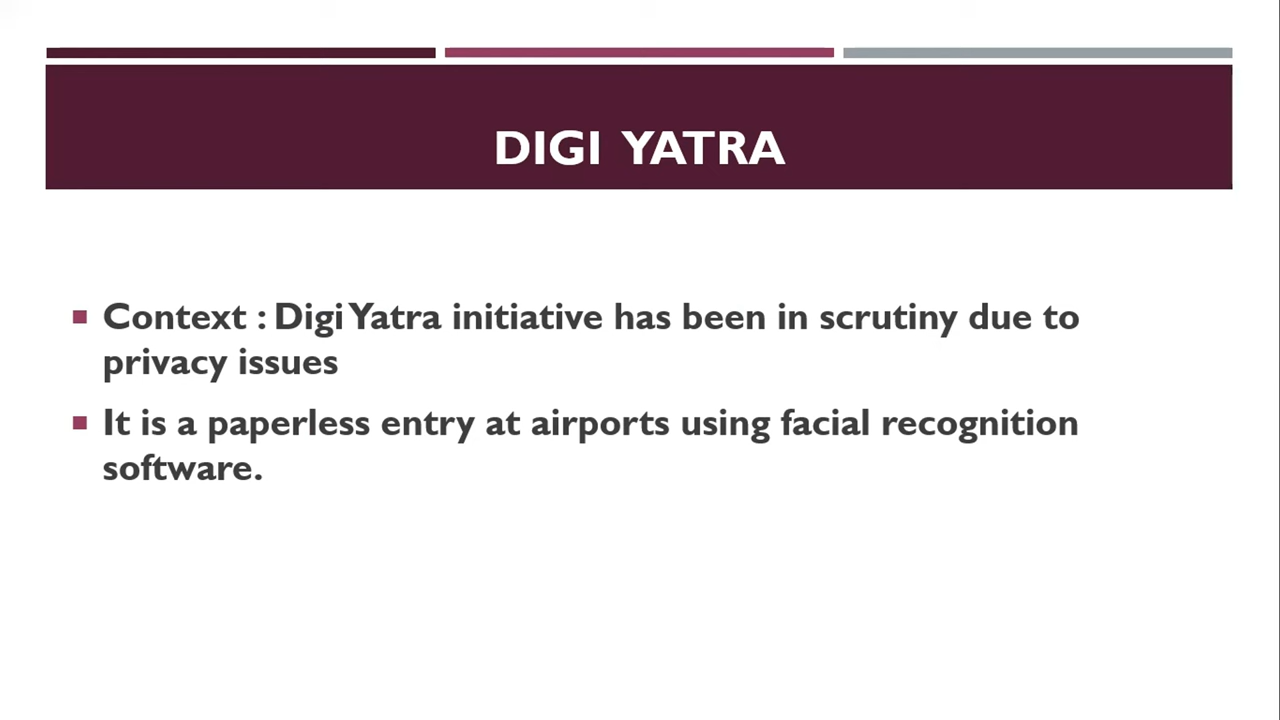 DIGI YATRA
Context : Digi Yatra initiative has been in scrutiny due to
privacy issues
It is a paperless entry at airports using facial recognition
software.